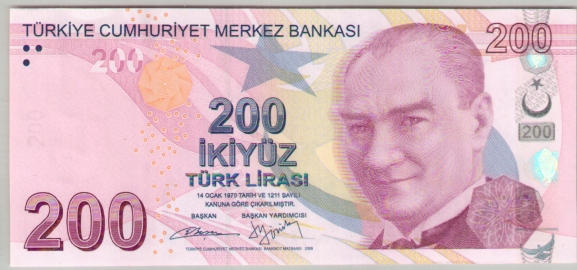 TÜRKİYE CUMHURİYET MERKEZ BANKASI
200
200
200
İKİYÜZ
TÜRK LİRASI
14 OCAK 1970 TARİH VE 1211 SAYILI
KANUNA GÖRE ÇIKARILMIŞTIR.
BAŞKAN BAŞKAN YARDIMCISI
200
200
TÜRKİYE CUMHURİYET MERKEZ BANKASI BANKNOT MATBAASI 2009